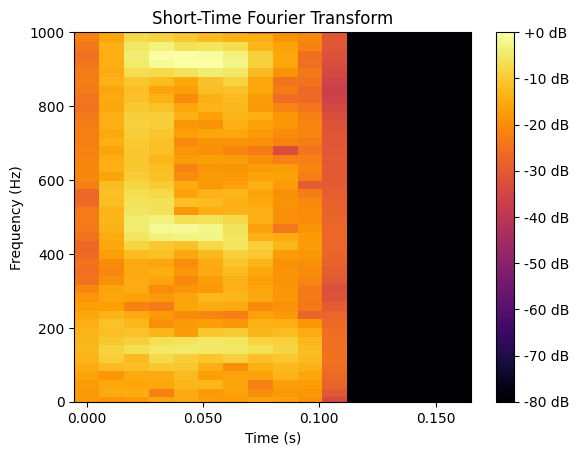 Short-Time Fourier Transform
1000
800
600
400
200
0
Frequency (Hz)
0.000
0.050
0.100
0.150
Time (s)
+0 dB
-10 dB
-20 dB
-30 dB
-40 dB
-50 dB
-60 dB
-70 dB
-80 dB